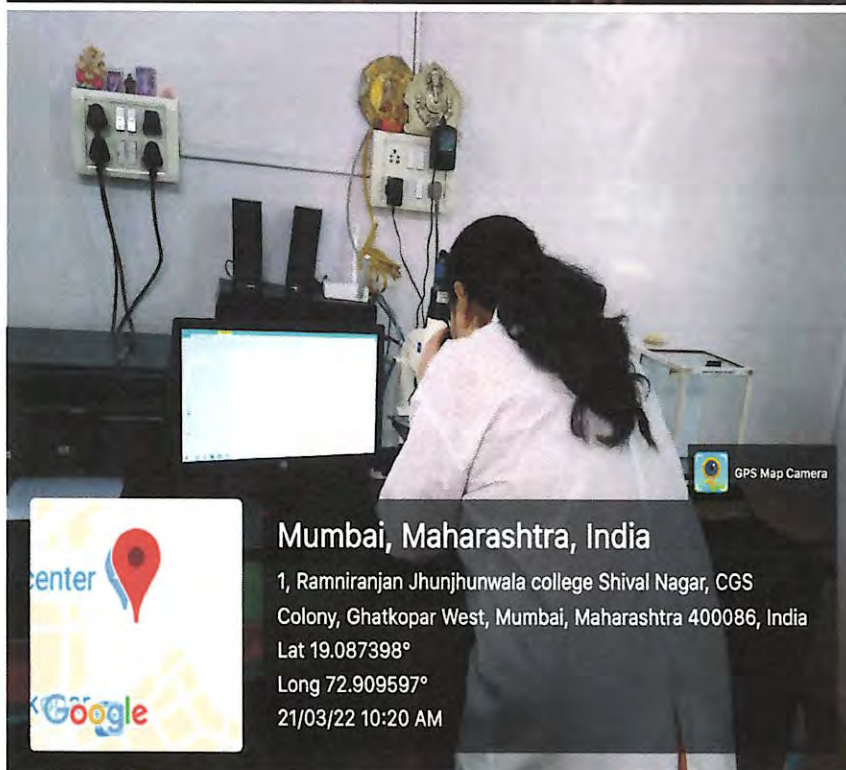 GPS Map Camera
Mumbai, Maharashtra, India
1, Ramniranjan Jhunjhunwala college Shival Nagar, CGS
Colony, Ghatkopar West, Mumbai, Maharashtra 400086, India
Lat 19.087398°
Long 72.909597°
21/03/22 10:20 AM
center
Google